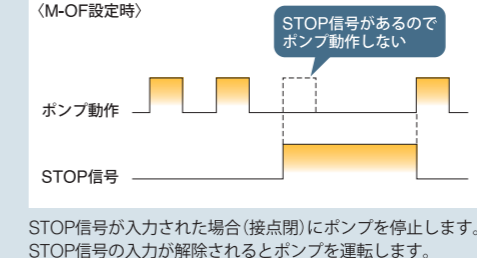 〈M-OF設定時〉
STOP信号があるので
ポンプ動作しない
ポンプ動作
STOP信号
STOP信号が入力された場合(接点閉)にポンプを停止します。
STOP信号の入力が解除されるとポンプを運転します。